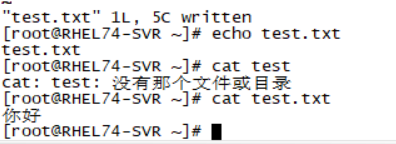 ~
"test.txt" 1L, 5C written
[root@RHEL74-SVR ~]# echo test.txt
test.txt
[root@RHEL74-SVR ~]# cat test
cat: test: 没有那个文件或目录
[root@RHEL74-SVR ~]# cat test.txt
你好
[root@RHEL74-SVR ~]#